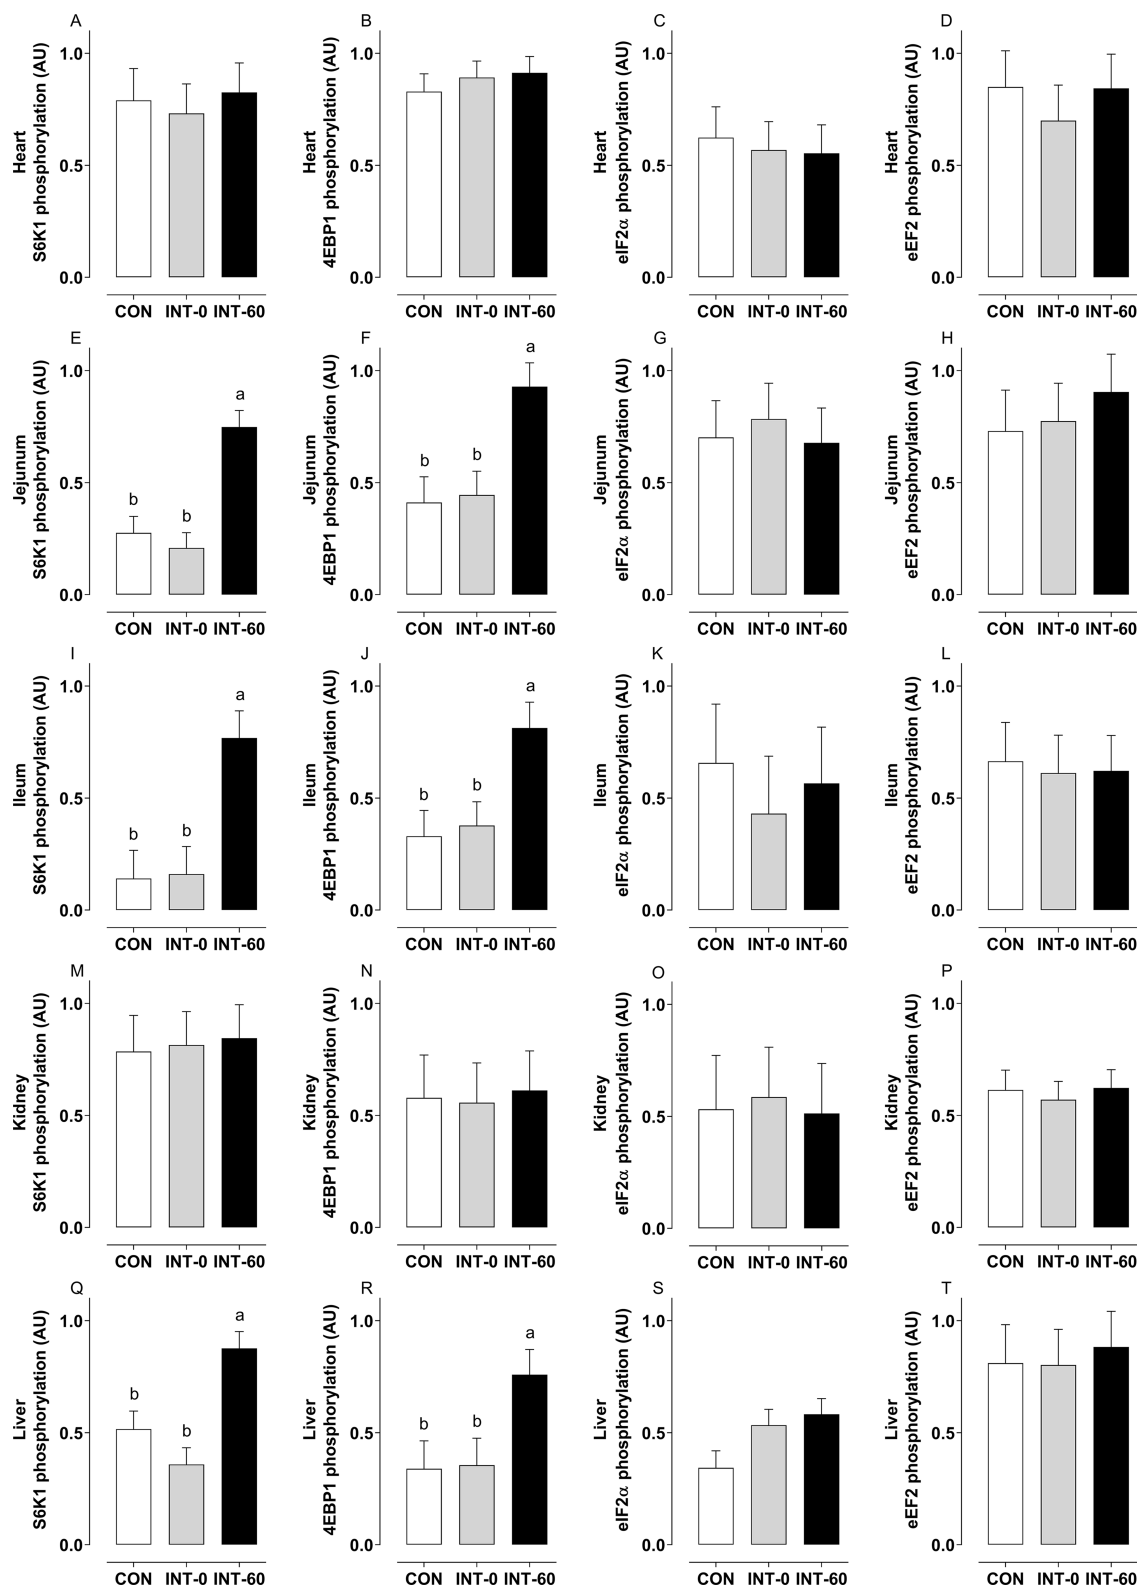 A
B
C
D
Heart
S6K1 phosphorylation (AU)
1.0
0.5
0.0
CON INT-0 INT-60
Heart
4EBP1 phosphorylation (AU)
1.0
0.5
0.0
CON INT-0 INT-60
Heart
eIF2α phosphorylation (AU)
1.0
0.5
0.0
CON INT-0 INT-60
Heart
eEF2 phosphorylation (AU)
1.0
0.5
0.0
CON INT-0 INT-60
E
F
G
H
Jejunum
S6K1 phosphorylation (AU)
1.0
0.5
0.0
b
b
a
CON INT-0 INT-60
Jejunum
4EBP1 phosphorylation (AU)
1.0
0.5
0.0
b
b
a
CON INT-0 INT-60
Jejunum
eIF2α phosphorylation (AU)
1.0
0.5
0.0
CON INT-0 INT-60
Jejunum
eEF2 phosphorylation (AU)
1.0
0.5
0.0
CON INT-0 INT-60
I
J
K
L
Ileum
S6K1 phosphorylation (AU)
1.0
0.5
0.0
b
b
a
CON INT-0 INT-60
Ileum
4EBP1 phosphorylation (AU)
1.0
0.5
0.0
b
b
a
CON INT-0 INT-60
Ileum
eIF2α phosphorylation (AU)
1.0
0.5
0.0
CON INT-0 INT-60
Ileum
eEF2 phosphorylation (AU)
1.0
0.5
0.0
CON INT-0 INT-60
M
N
O
P
Kidney
S6K1 phosphorylation (AU)
1.0
0.5
0.0
CON INT-0 INT-60
Kidney
4EBP1 phosphorylation (AU)
1.0
0.5
0.0
CON INT-0 INT-60
Kidney
eIF2α phosphorylation (AU)
1.0
0.5
0.0
CON INT-0 INT-60
Kidney
eEF2 phosphorylation (AU)
1.0
0.5
0.0
CON INT-0 INT-60
Q
R
S
T
Liver
S6K1 phosphorylation (AU)
1.0
0.5
0.0
b
b
a
CON INT-0 INT-60
Liver
4EBP1 phosphorylation (AU)
1.0
0.5
0.0
b
b
a
CON INT-0 INT-60
Liver
eIF2α phosphorylation (AU)
1.0
0.5
0.0
CON INT-0 INT-60
Liver
eEF2 phosphorylation (AU)
1.0
0.5
0.0
CON INT-0 INT-60